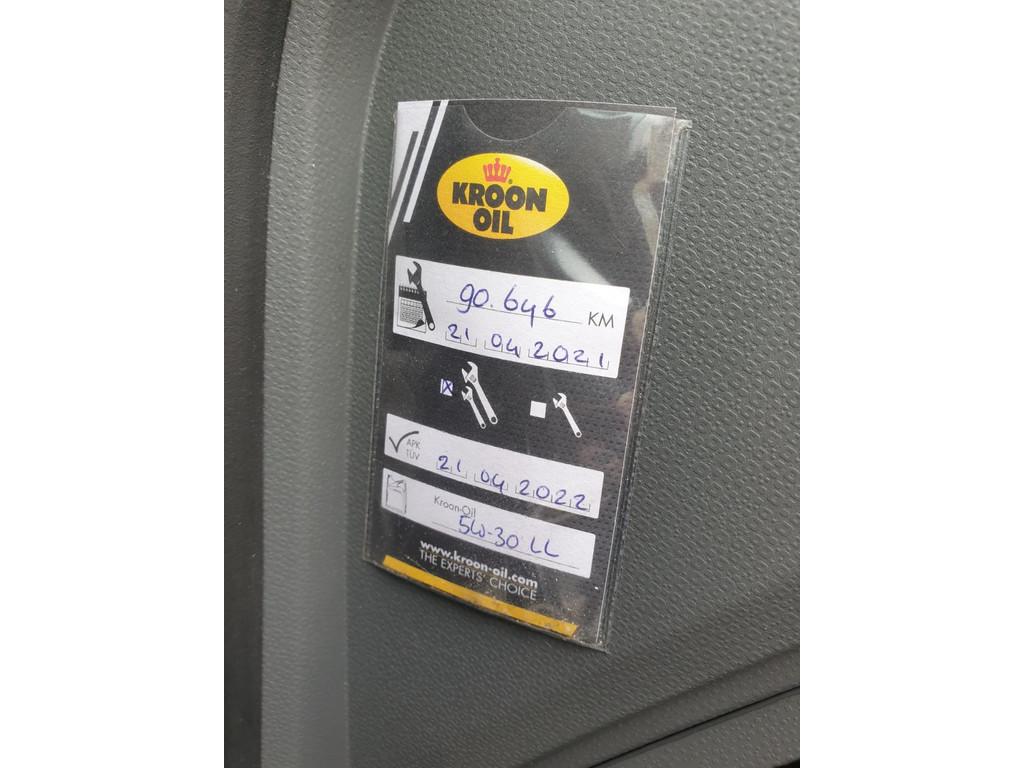 KROON
OIL
90.646 KM
21 04 2021
APK
TÜV
21 04 2022
Kroon-Oil
5W-30 LL
www.kroon-oil.com
THE EXPERTS' CHOICE